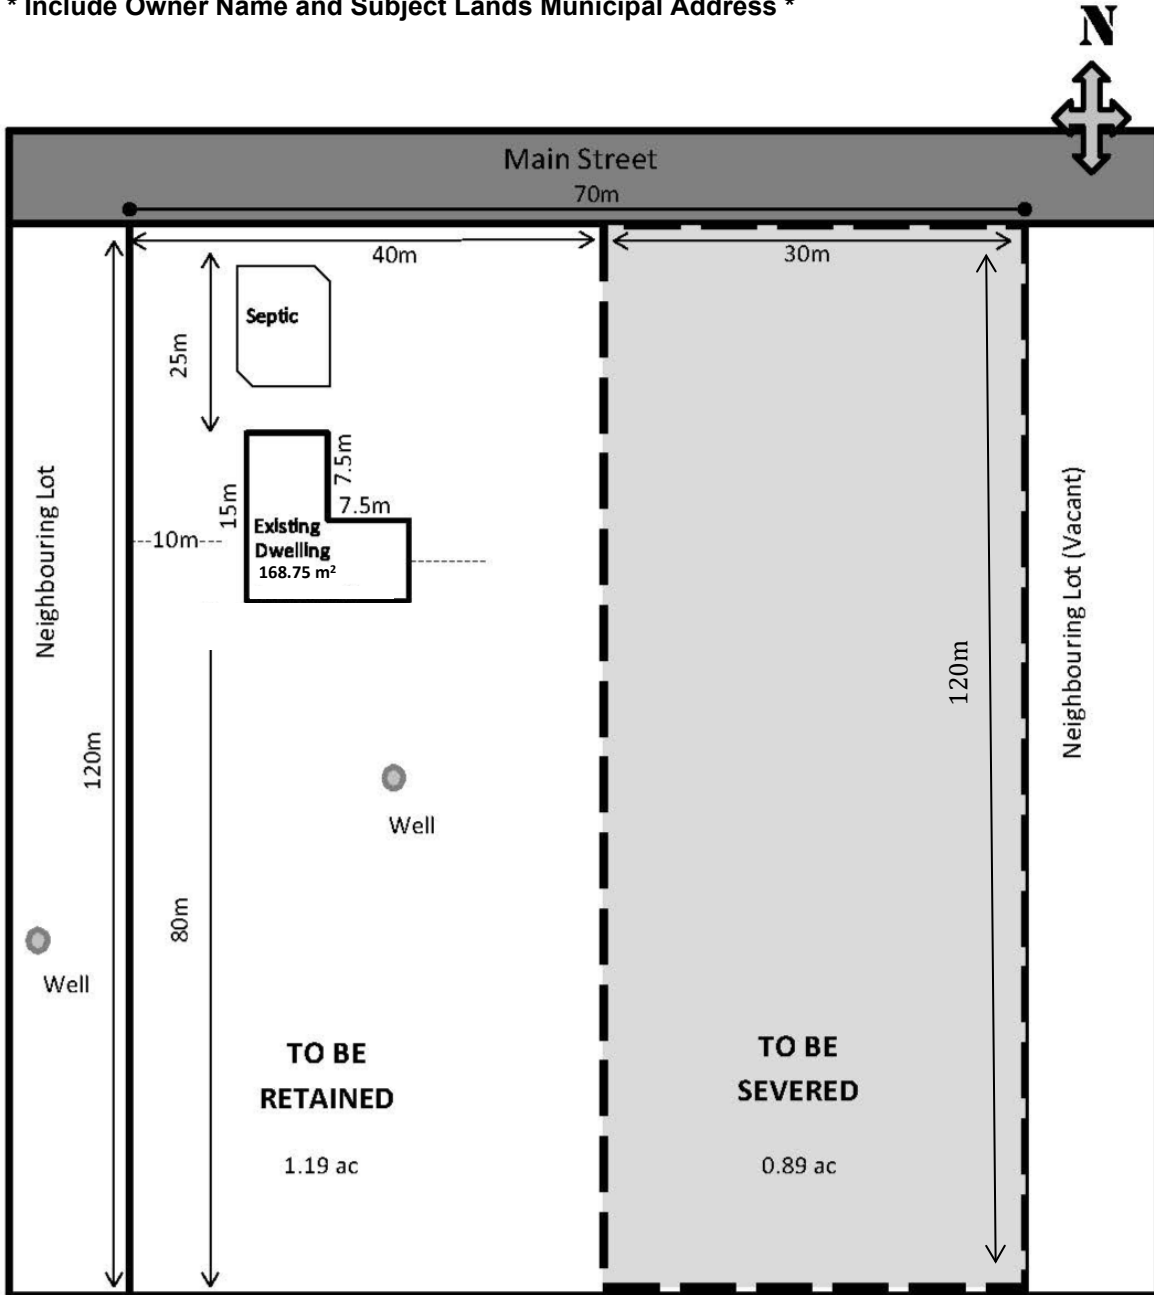 * Include Owner Name and Subject Lands Municipal Address *
N
Main Street
70m
40m
30m
Septic
25m
7.5m
7.5m
15m
Existing
Dwelling
168.75 m²
--10m---
Neighbouring Lot
Neighbouring Lot (Vacant)
120m
120m
Well
80m
Well
TO BE
RETAINED
1.19 ac
TO BE
SEVERED
0.89 ac